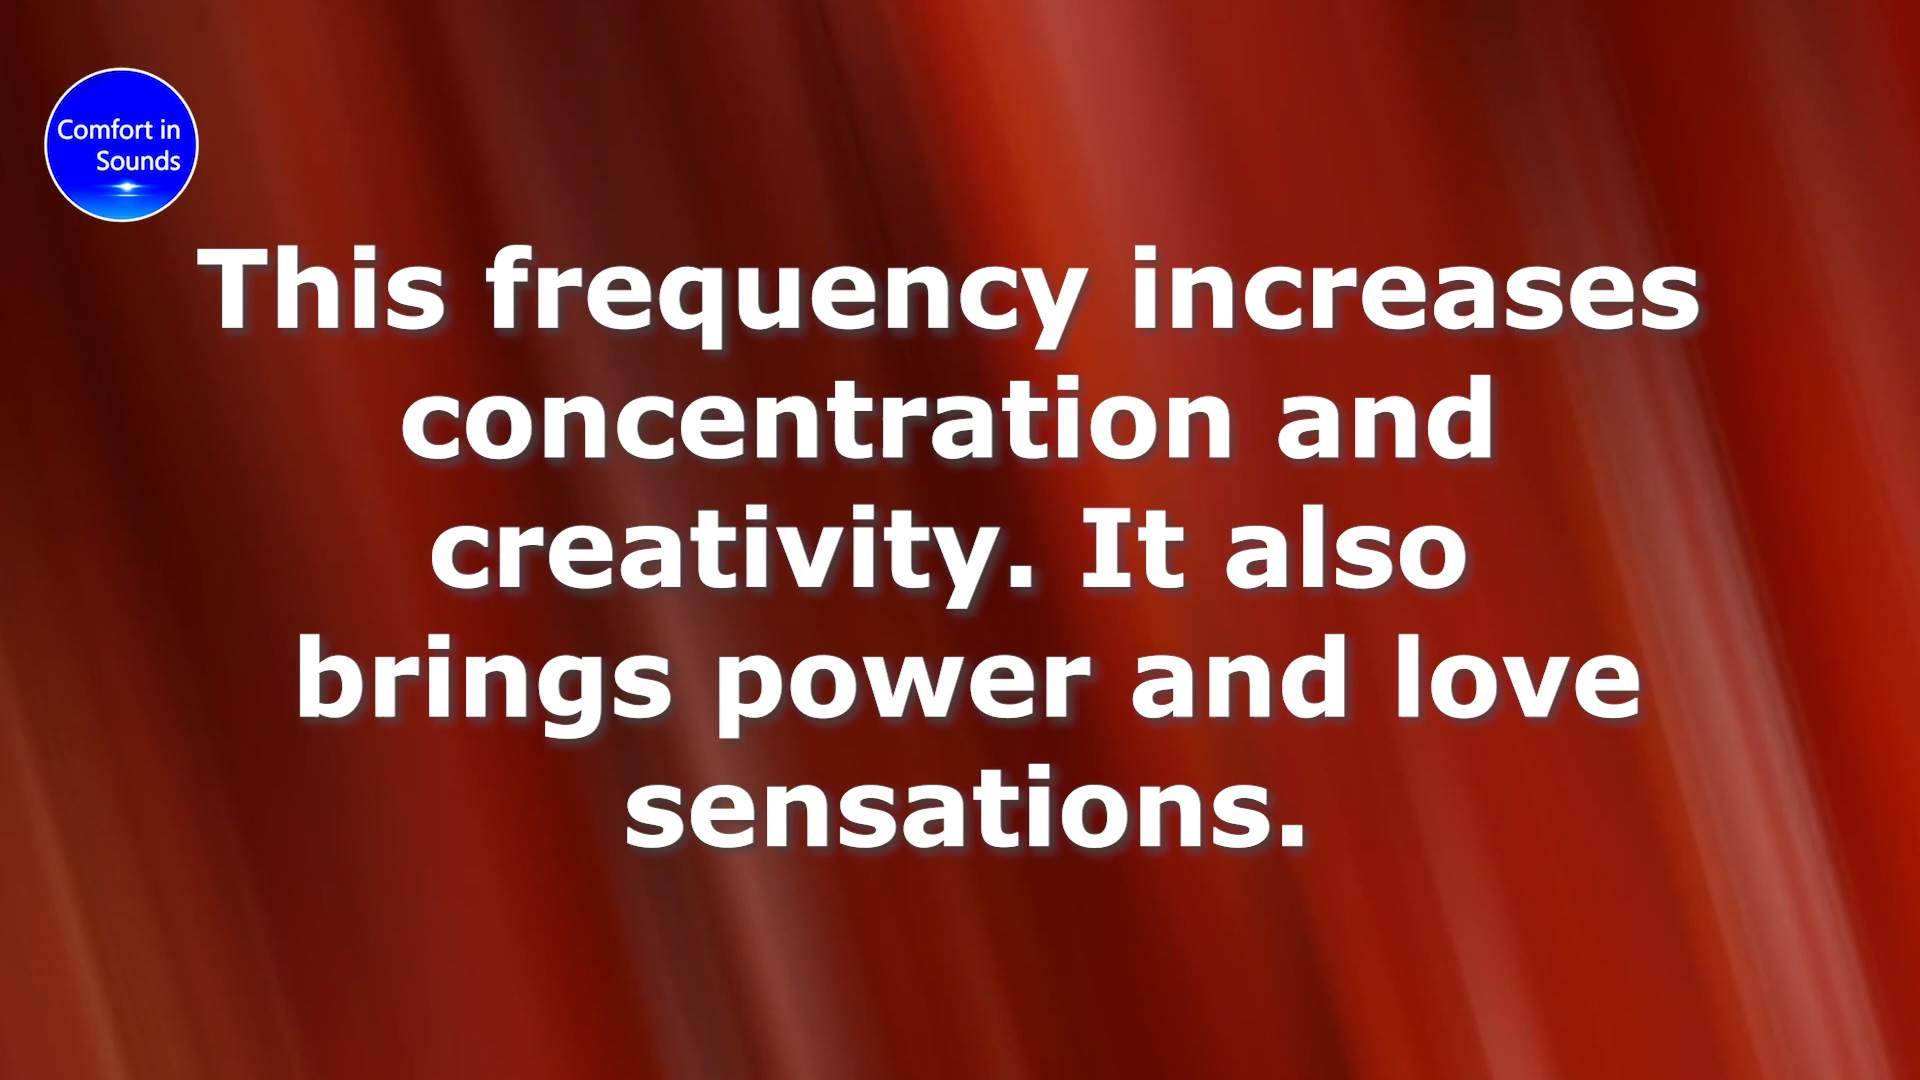 Comfort in
Sounds
This frequency increases
concentration and
creativity. It also
brings power and love
sensations.